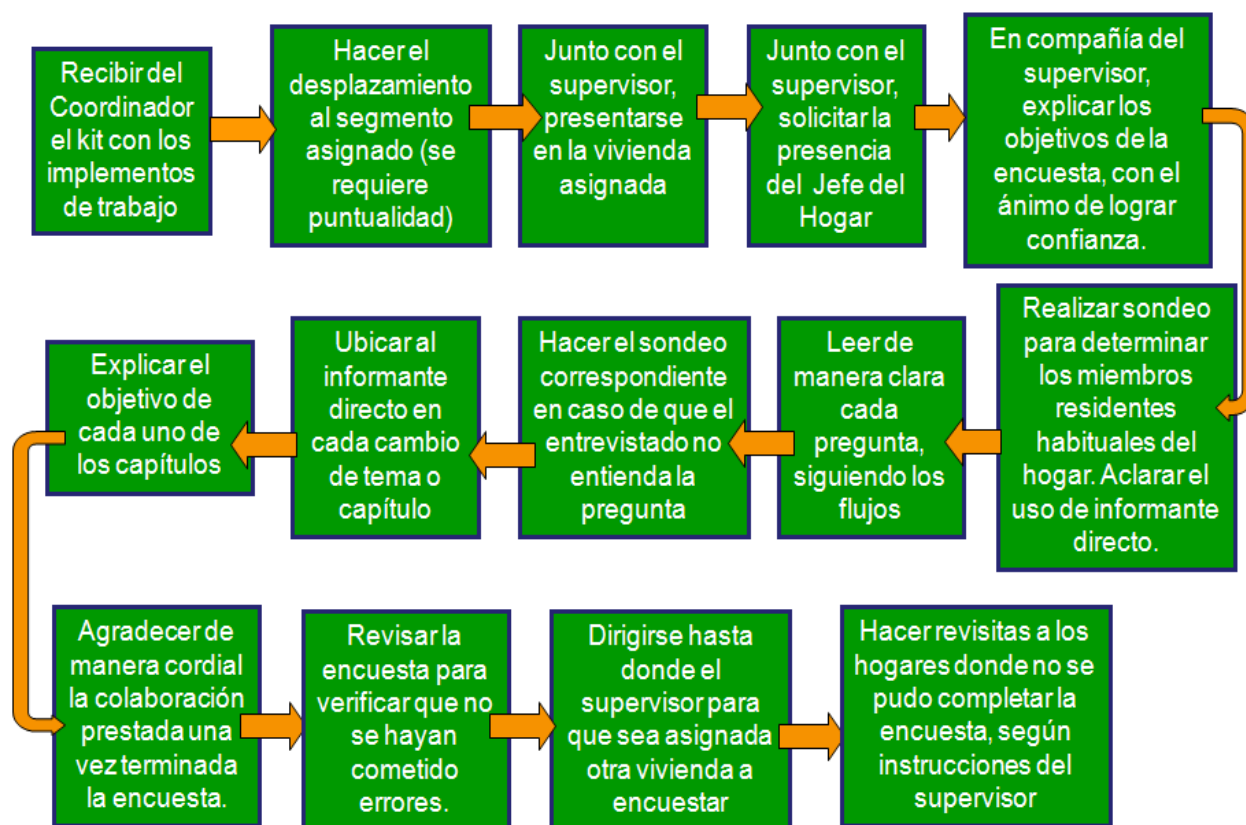 Recibir del
Coordinador
el kit con los
implementos
de trabajo
Hacer el
desplazamiento
al segmento
asignado (se
requiere
puntualidad)
Junto con el
supervisor,
presentarse
en la vivienda
asignada
Junto con el
supervisor,
solicitar la
presencia
del Jefe del
Hogar
En compañía del
supervisor,
explicar los
objetivos de la
encuesta, con el
ánimo de lograr
confianza.
Realizar sondeo
para determinar
los miembros
residentes
habituales del
hogar. Aclarar el
uso de informante
directo.
Leer de
manera clara
cada
pregunta,
siguiendo los
flujos
Hacer el sondeo
correspondiente
en caso de que el
entrevistado no
entienda la
pregunta
Ubicar al
informante
directo en
cada cambio
de tema o
capítulo
Explicar el
objetivo de
cada uno de
los capítulos
Agradecer de
manera cordial
la colaboración
prestada una
vez terminada
la encuesta.
Revisar la
encuesta para
verificar que no
se hayan
cometido
errores.
Dirigirse hasta
donde el
supervisor para
que sea asignada
otra vivienda a
encuestar
Hacer revisitas a los
hogares donde no se
pudo completar la
encuesta, según
instrucciones del
supervisor